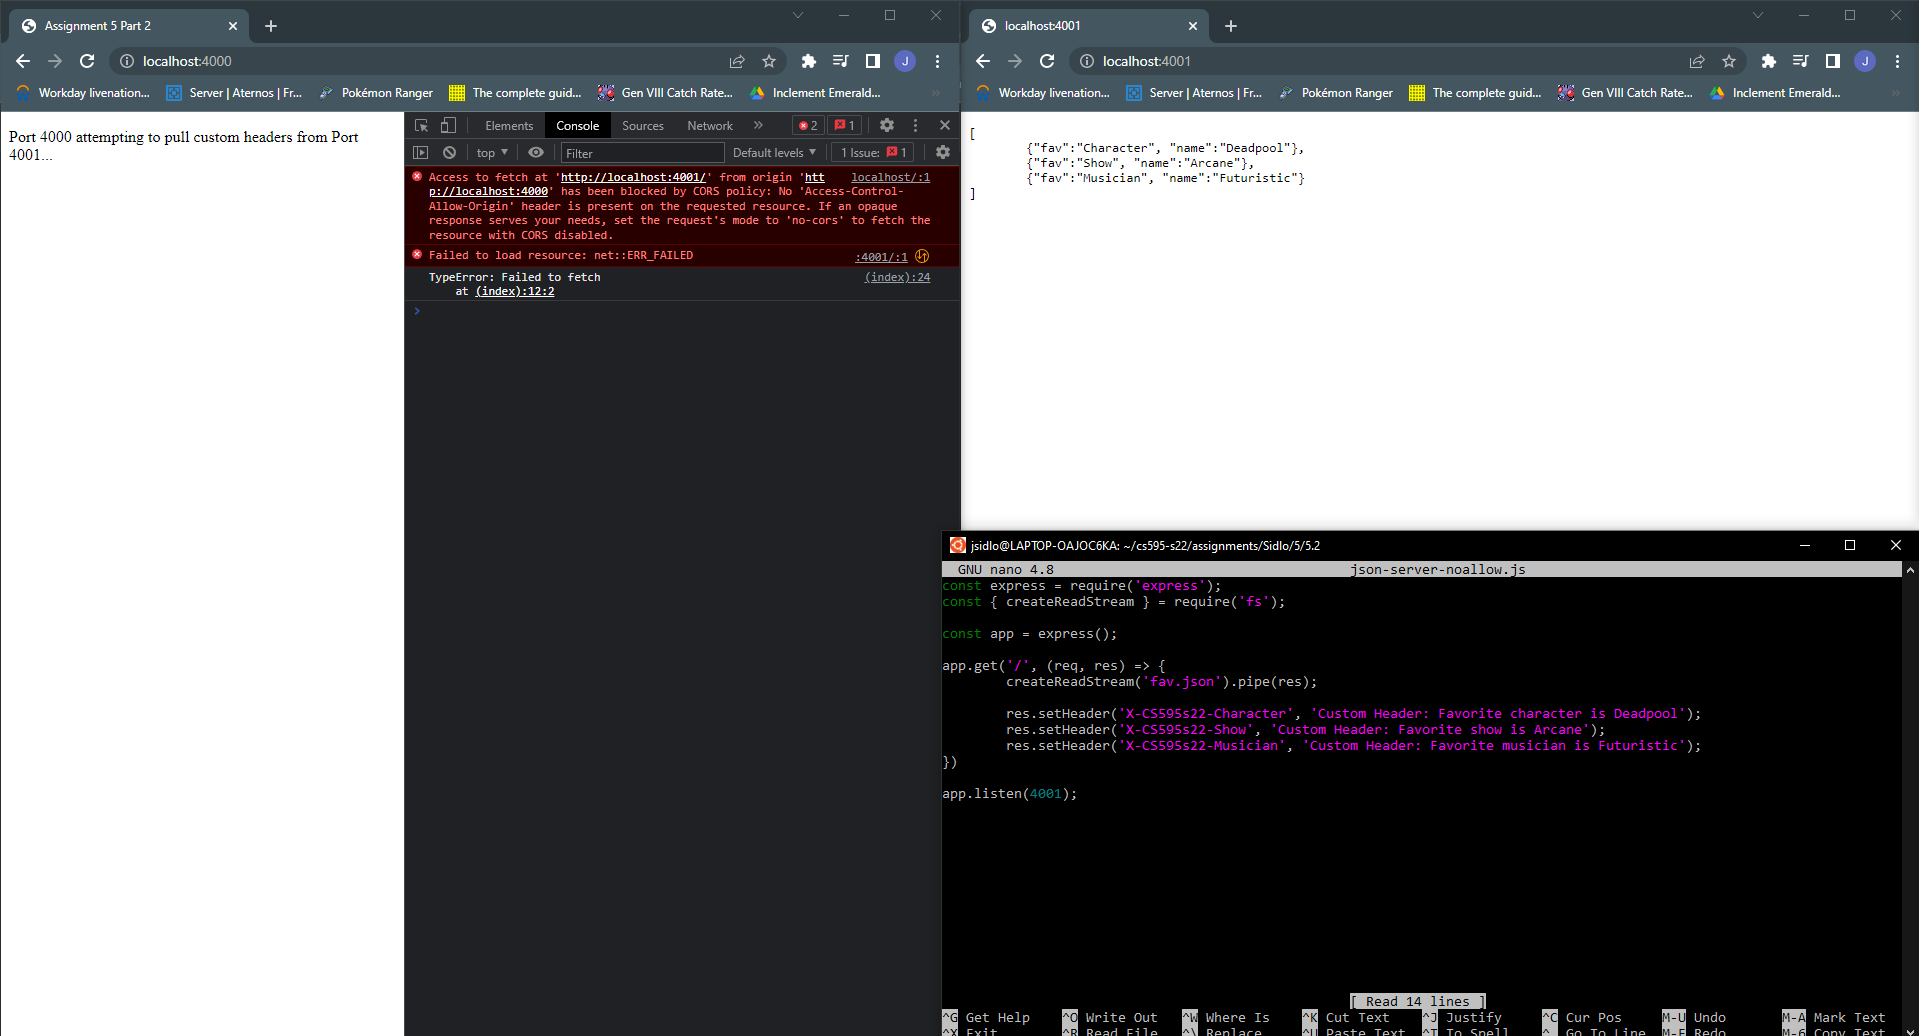 Assignment 5 Part 2
localhost:4000
Workday livenation...
Server | Aternos | Fr...
Pokémon Ranger
The complete guid...
Gen VIII Catch Rate...
Inclement Emerald...
J
Port 4000 attempting to pull custom headers from Port
4001...
Elements Console Sources Network » 2 1
top Filter Default levels 1 Issue: 1
Access to fetch at 'http://localhost:4001/' from origin 'htt localhost/:1
p://localhost:4000' has been blocked by CORS policy: No 'Access-Control-
Allow-Origin' header is present on the requested resource. If an opaque
response serves your needs, set the request's mode to 'no-cors' to fetch the
resource with CORS disabled.
Failed to load resource: net::ERR_FAILED :4001/:1
TypeError: Failed to fetch (index):24
at (index):12:2
>
localhost:4001
localhost:4001
Workday livenation...
Server | Aternos | Fr...
Pokémon Ranger
The complete guid...
Gen VIII Catch Rate...
Inclement Emerald...
J
[
{"fav":"Character", "name":"Deadpool"},
{"fav":"Show", "name":"Arcane"},
{"fav":"Musician", "name":"Futuristic"}
]
jsidlo@LAPTOP-OAJOC6KA: ~/cs595-s22/assignments/Sidlo/5/5.2
GNU nano 4.8 json-server-noallow.js
const express = require('express');
const { createReadStream } = require('fs');
const app = express();
app.get('/', (req, res) => {
createReadStream('fav.json').pipe(res);
res.setHeader('X-CS595s22-Character', 'Custom Header: Favorite character is Deadpool');
res.setHeader('X-CS595s22-Show', 'Custom Header: Favorite show is Arcane');
res.setHeader('X-CS595s22-Musician', 'Custom Header: Favorite musician is Futuristic');
})
app.listen(4001);
[ Read 14 lines ]
^G Get Help ^O Write Out ^W Where Is ^K Cut Text ^J Justify ^C Cur Pos M-U Undo M-A Mark Text
^X Exit ^R Read File ^\ Replace ^U Paste Text ^T To Spell ^_ Go To Line M-E Redo M-6 Copy Text